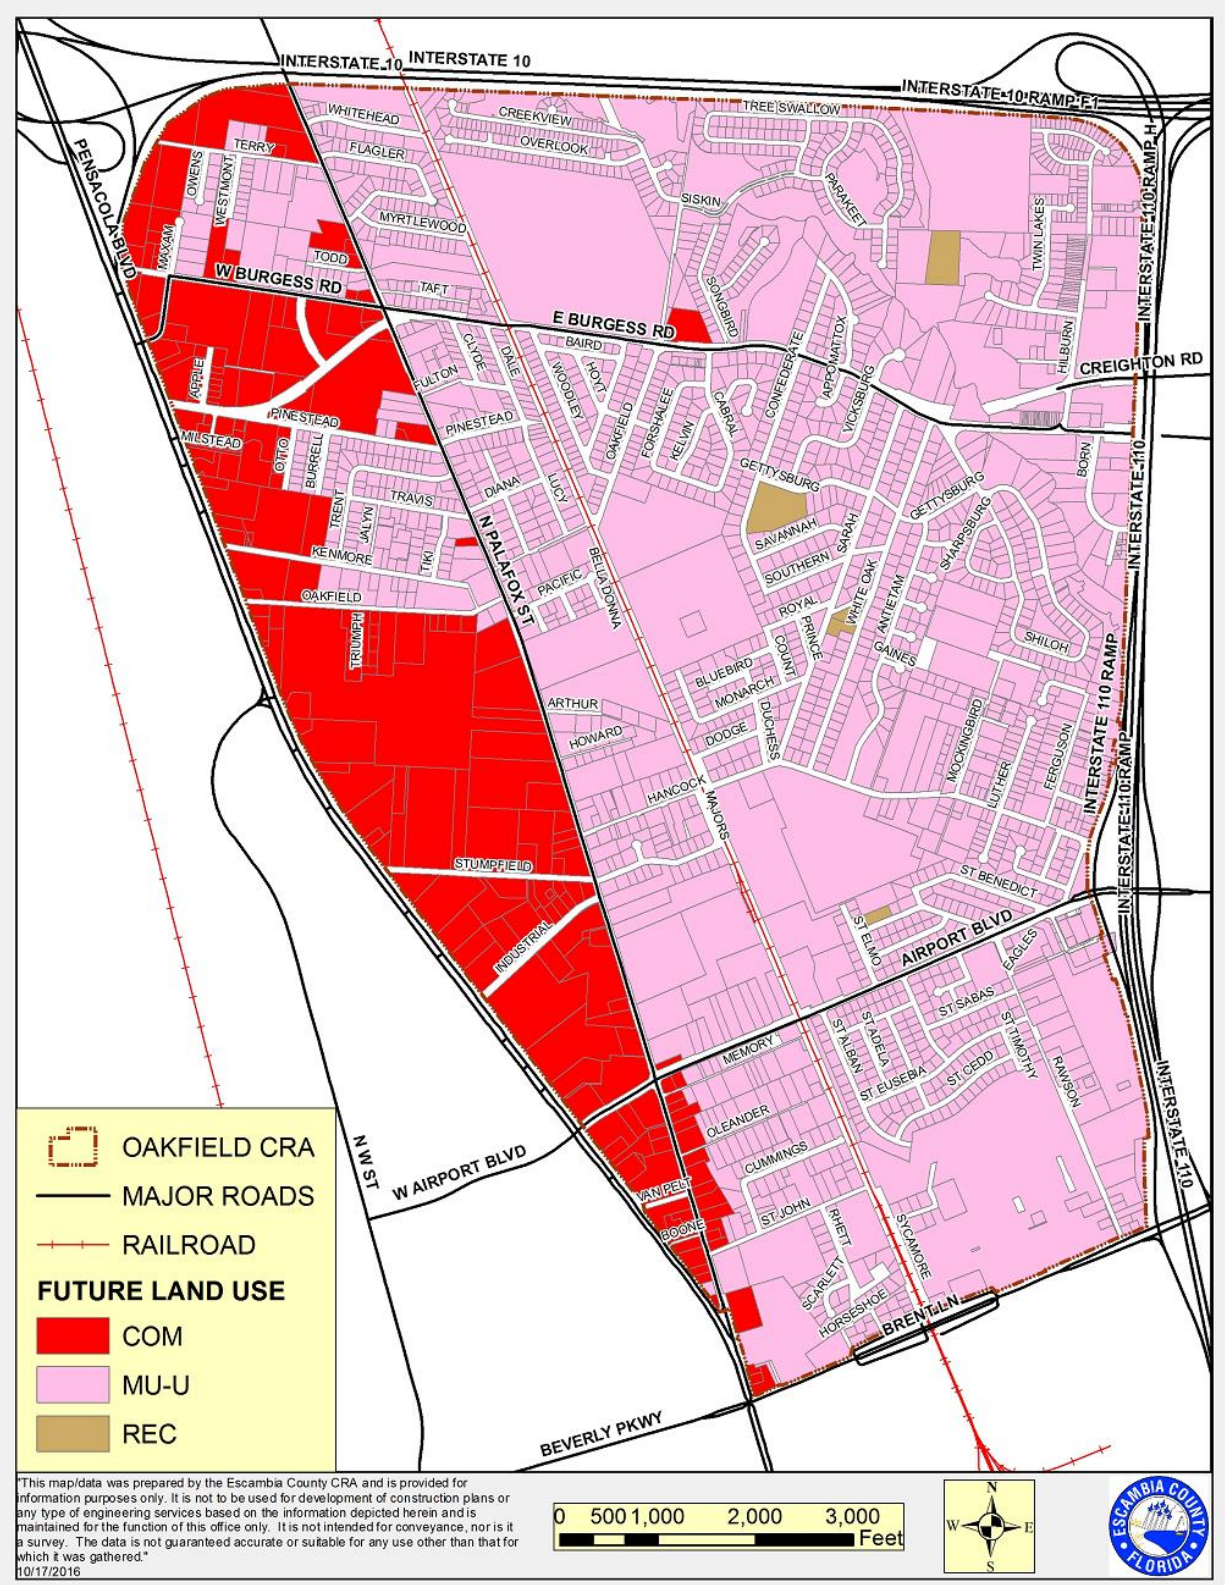 INTERSTATE 10
INTERSTATE 10
INTERSTATE 10 RAMP F1
INTERSTATE 110 RAMP H
WHITEHEAD
CREEKVIEW
TREE SWALLOW
OVERLOOK
TERRY
FLAGLER
OWENS
WESTMONT
PENSACOLA BLVD
SISKIN
PARAKEET
MYRTLEWOOD
TWIN LAKES
MAXAM
TODD
W BURGESS RD
TAFT
SONGBIRD
E BURGESS RD
HILBURN
CREIGHTON RD
BAIRD
CLYDE
DALE
FULTON
WOODLEY
HOYT
APPLE
CONFEDERATE
APPOMATTOX
VICKSBURG
PINESTEAD
PINESTEAD
OAKFIELD
FORSHALEE
KELVIN
CABRAL
MILSTEAD
OTTO
BURRELL
GETTYSBURG
GETTYSBURG
BORN
INTERSTATE 110
DIANA
LUCY
TRENT
JALYN
TRAVIS
SAVANNAH
SARAH
SHARPSBURG
N PALAFOX ST
KENMORE
TIKI
SOUTHERN
WHITE OAK
ANTIETAM
BELLA DONNA
PACIFIC
OAKFIELD
ROYAL
PRINCE
TRIUMPH
COUNT
GAINES
SHILOH
BLUEBIRD
MONARCH
ARTHUR
HOWARD
DODGE
DUCHESS
MOCKINGBIRD
LUTHER
FERGUSON
INTERSTATE 110 RAMP
INTERSTATE 110 RAMP
HANCOCK
MAJORS
STUMPFIELD
ST BENEDICT
INDUSTRIAL
ST ELMO
AIRPORT BLVD
EAGLES
ST SABAS
MEMORY
ST ALBAN
ST ADELA
ST EUSEBIA
ST CEDD
ST TIMOTHY
RAWSON
INTERSTATE 110
OLEANDER
CUMMINGS
N W ST
W AIRPORT BLVD
VAN PELT
BOONE
ST JOHN
RHETT
SYCAMORE
SCARLETT
HORSESHOE
BRENT LN
BEVERLY PKWY
OAKFIELD CRA
MAJOR ROADS
RAILROAD
FUTURE LAND USE
COM
MU-U
REC
"This map/data was prepared by the Escambia County CRA and is provided for
information purposes only. It is not to be used for development of construction plans or
any type of engineering services based on the information depicted herein and is
maintained for the function of this office only. It is not intended for conveyance, nor is it
a survey. The data is not guaranteed accurate or suitable for any use other than that for
which it was gathered."
10/17/2016
0 500 1,000 2,000 3,000
Feet
N
W E
S
ESCAMBIA COUNTY
FLORIDA